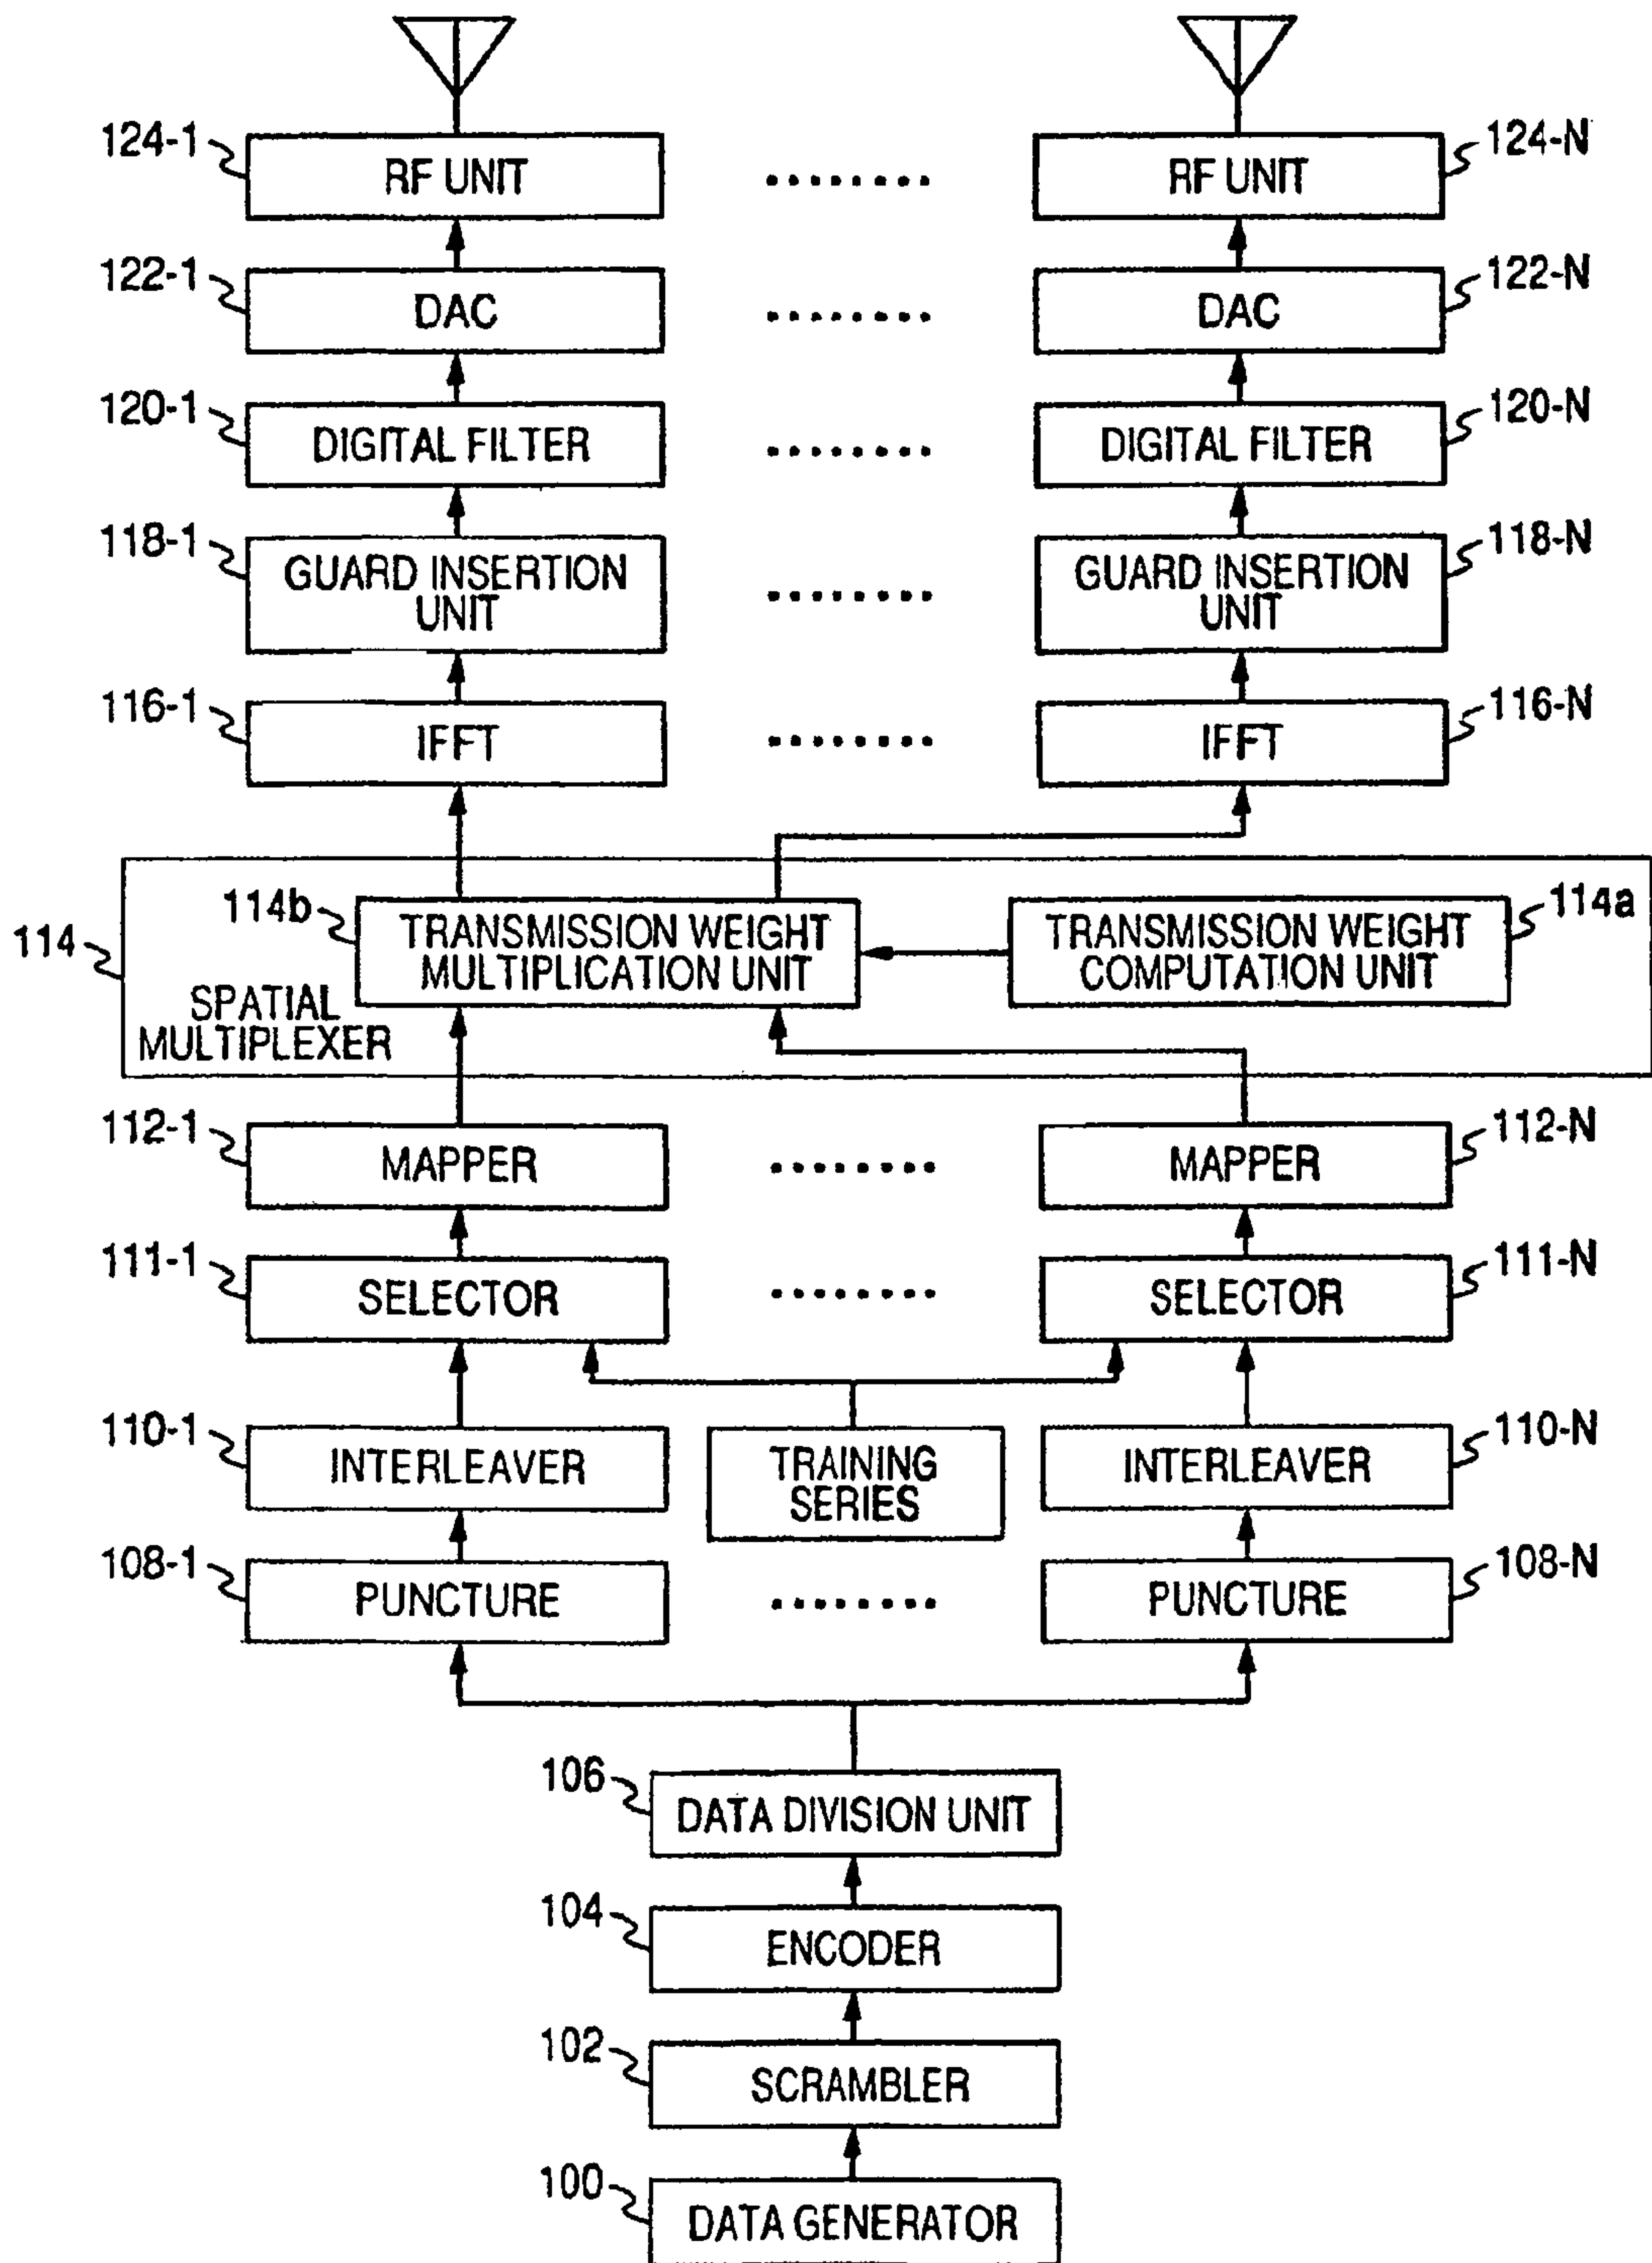 124-1
RF UNIT
RF UNIT
124-N
122-1
DAC
DAC
122-N
120-1
DIGITAL FILTER
DIGITAL FILTER
120-N
118-1
GUARD INSERTION
UNIT
GUARD INSERTION
UNIT
118-N
116-1
IFFT
IFFT
116-N
114
SPATIAL
MULTIPLEXER
114b
TRANSMISSION WEIGHT
MULTIPLICATION UNIT
TRANSMISSION WEIGHT
COMPUTATION UNIT
114a
112-1
MAPPER
MAPPER
112-N
111-1
SELECTOR
SELECTOR
111-N
110-1
INTERLEAVER
TRAINING
SERIES
INTERLEAVER
110-N
108-1
PUNCTURE
PUNCTURE
108-N
106
DATA DIVISION UNIT
104
ENCODER
102
SCRAMBLER
100
DATA GENERATOR